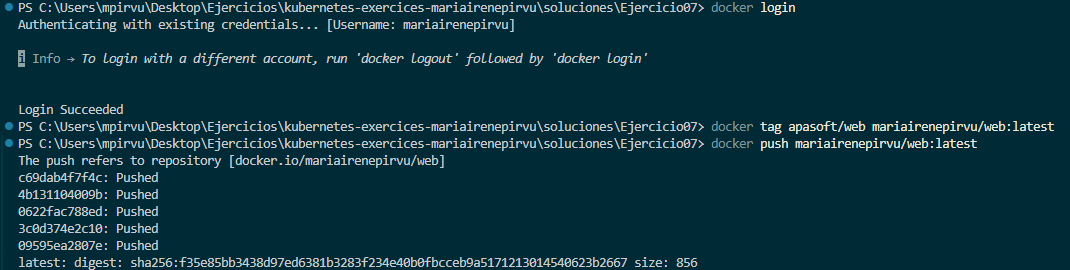 PS C:\Users\mpirvu\Desktop\Ejercicios\kubernetes-exercices-mariairenepirvu\soluciones\Ejercicio07> docker login
Authenticating with existing credentials... [Username: mariairenepirvu]
i Info → To login with a different account, run 'docker logout' followed by 'docker login'
Login Succeeded
PS C:\Users\mpirvu\Desktop\Ejercicios\kubernetes-exercices-mariairenepirvu\soluciones\Ejercicio07> docker tag apasoft/web mariairenepirvu/web:latest
PS C:\Users\mpirvu\Desktop\Ejercicios\kubernetes-exercices-mariairenepirvu\soluciones\Ejercicio07> docker push mariairenepirvu/web:latest
The push refers to repository [docker.io/mariairenepirvu/web]
c69dab4f7f4c: Pushed
4b131104009b: Pushed
0622fac788ed: Pushed
3c0d374e2c10: Pushed
09595ea2807e: Pushed
latest: digest: sha256:f35e85bb3438d97ed6381b3283f234e40b0fbcceb9a5171213014540623b2667 size: 856